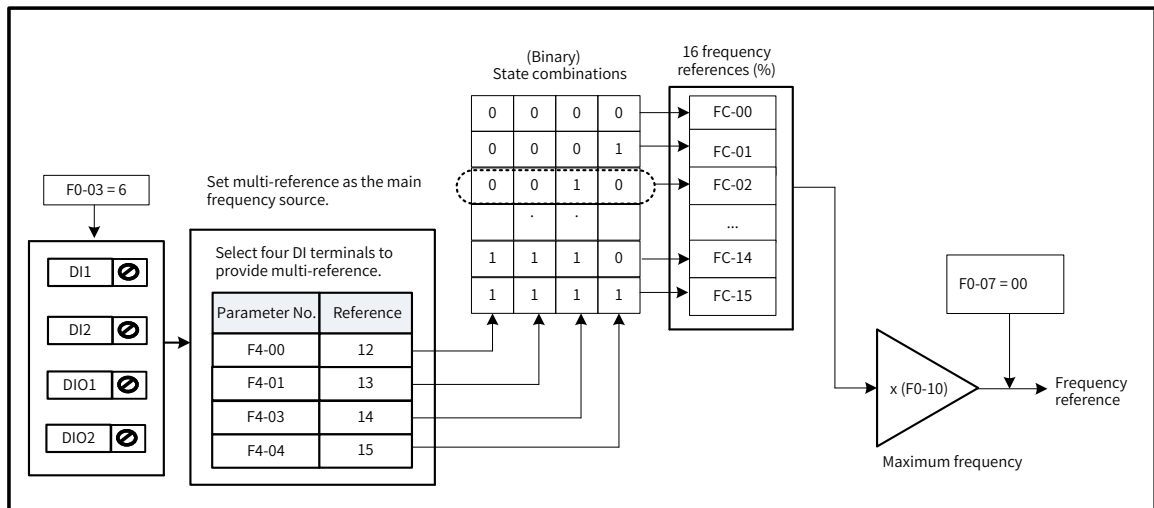 (Binary)
State combinations
16 frequency
references (%)
0 0 0 0
FC-00
0 0 0 1
FC-01
0 0 1 0
FC-02
. .
...
1 1 1 0
FC-14
1 1 1 1
FC-15
F0-03 = 6
Set multi-reference as the main
frequency source.
DI1
DI2
DIO1
DIO2
Select four DI terminals to
provide multi-reference.
Parameter No. Reference
F4-00 12
F4-01 13
F4-03 14
F4-04 15
F0-07 = 00
x (F0-10)
Frequency
reference
Maximum frequency